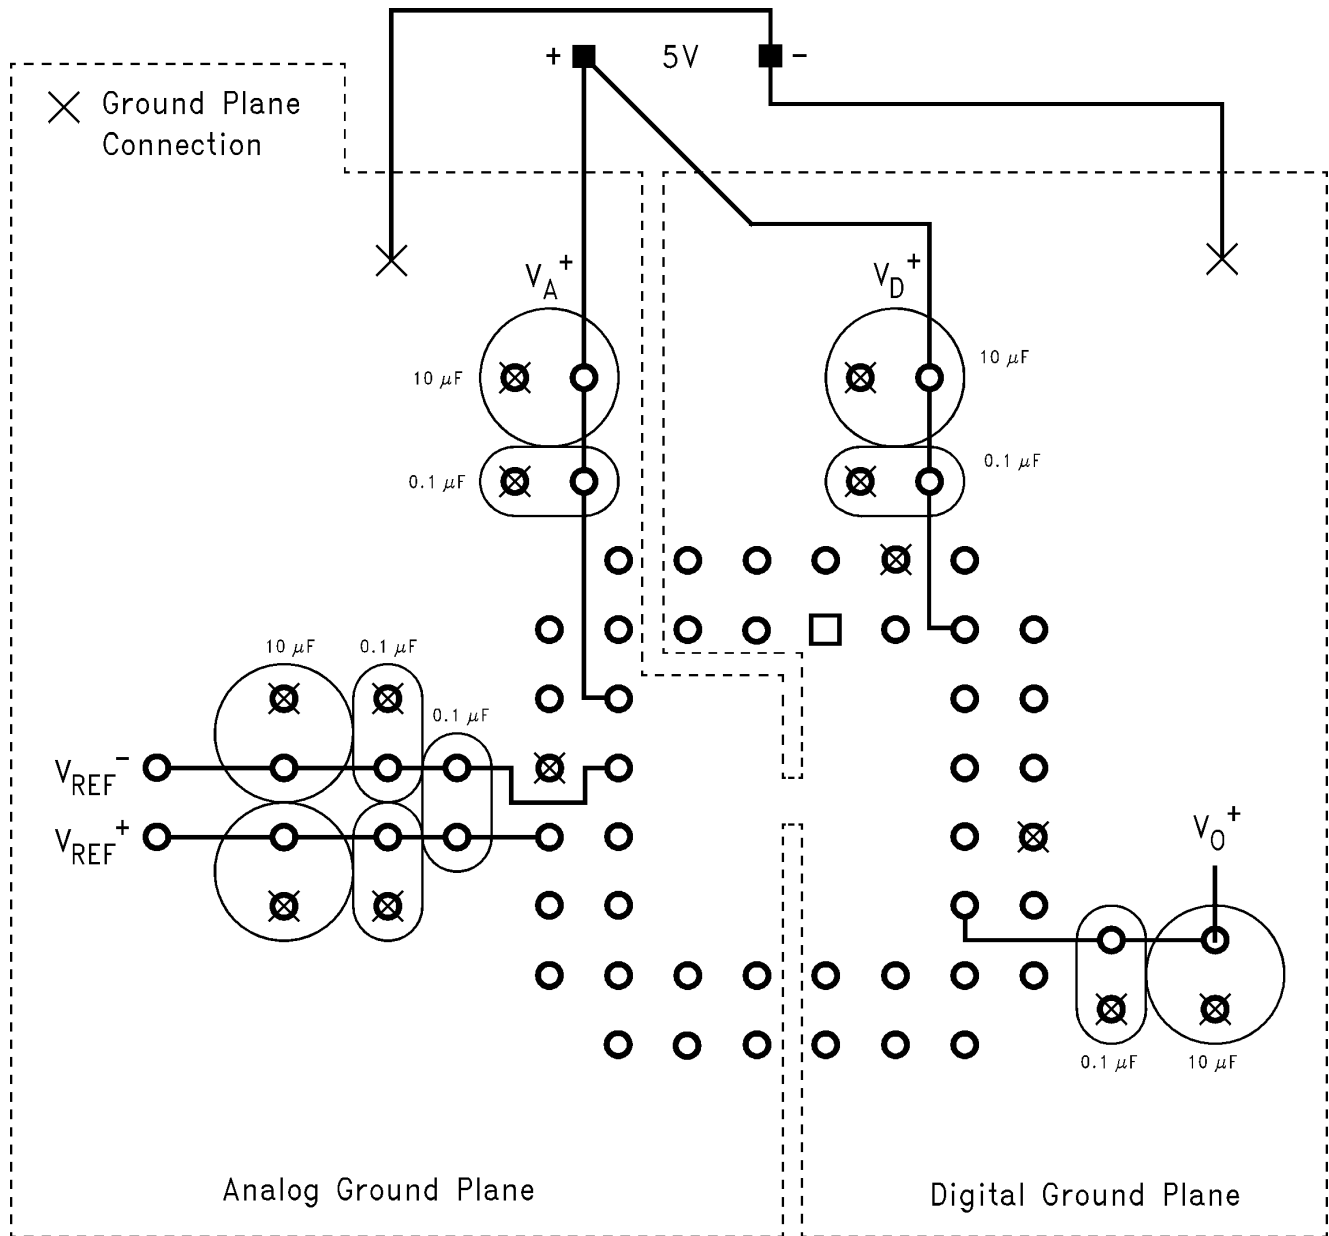 + 5V -
Ground Plane
Connection
VA+
VD+
10 μF
10 μF
0.1 μF
0.1 μF
10 μF
0.1 μF
0.1 μF
VREF-
VREF+
VO+
0.1 μF
10 μF
Analog Ground Plane
Digital Ground Plane